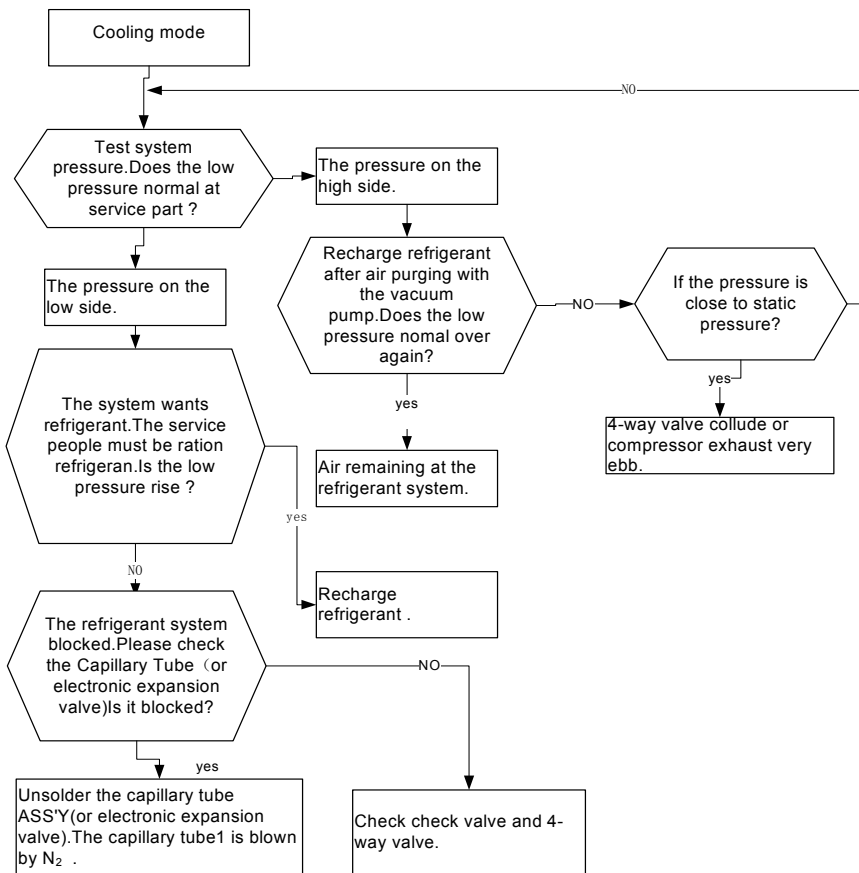 Cooling mode
NO
Test system
pressure.Does the low
pressure normal at
service part ?
The pressure on the
high side.
The pressure on the
low side.
Recharge refrigerant
after air purging with
the vacuum
pump.Does the low
pressure nomal over
again?
NO
If the pressure is
close to static
pressure?
yes
yes
4-way valve collude or
compressor exhaust very
ebb.
The system wants
refrigerant.The service
people must be ration
refrigeran.Is the low
pressure rise ?
Air remaining at the
refrigerant system.
yes
NO
Recharge
refrigerant .
The refrigerant system
blocked.Please check
the Capillary Tube（or
electronic expansion
valve)Is it blocked?
NO
yes
Unsolder the capillary tube
ASS'Y(or electronic expansion
valve).The capillary tube1 is blown
by N₂ .
Check check valve and 4-
way valve.